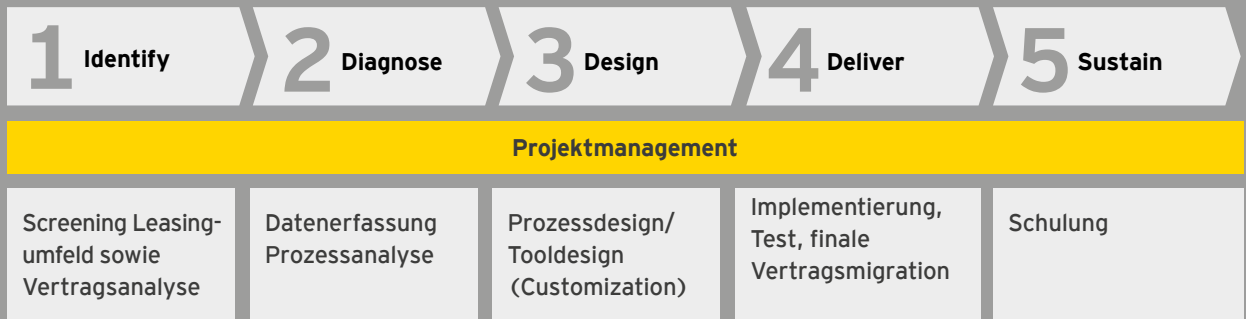 1 Identify
2 Diagnose
3 Design
4 Deliver
5 Sustain
Projektmanagement
Screening Leasing-
umfeld sowie
Vertragsanalyse
Datenerfassung
Prozessanalyse
Prozessdesign/
Tooldesign
(Customization)
Implementierung,
Test, finale
Vertragsmigration
Schulung